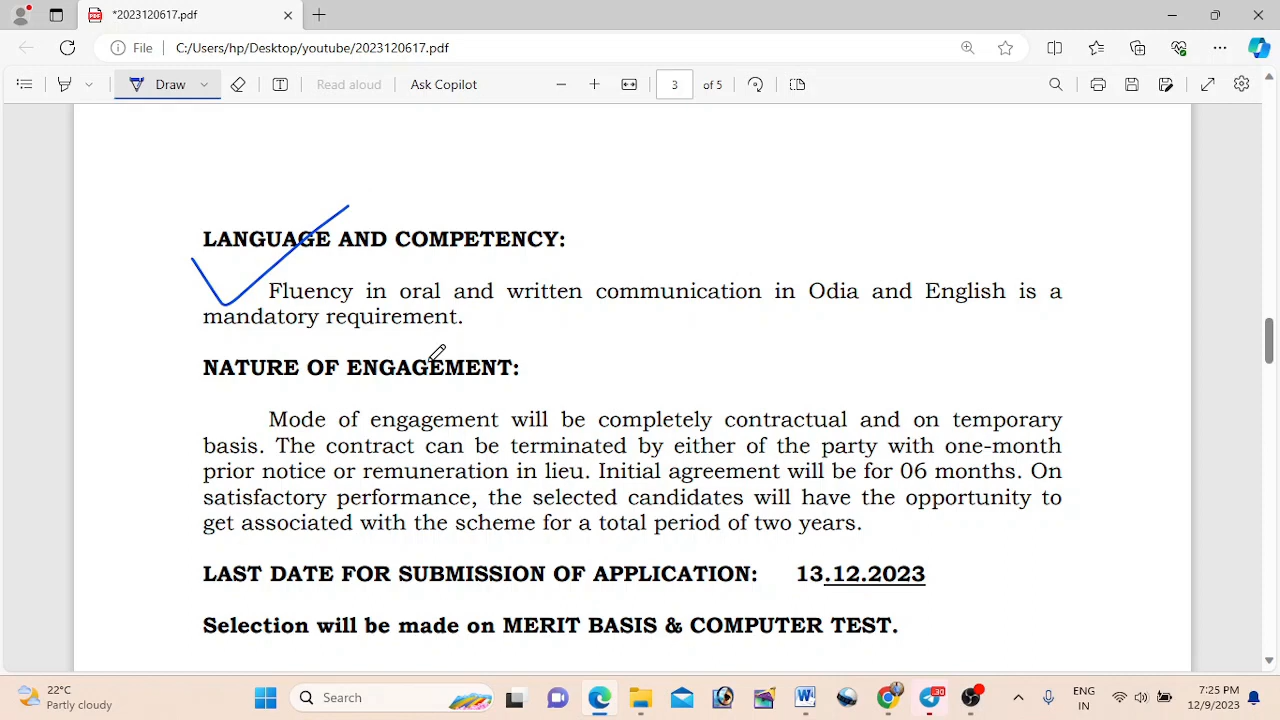 *2023120617.pdf
File
C:/Users/hp/Desktop/youtube/2023120617.pdf
Draw
Read aloud
Ask Copilot
3
of 5
LANGUAGE AND COMPETENCY:
Fluency in oral and written communication in Odia and English is a
mandatory requirement.
NATURE OF ENGAGEMENT:
Mode of engagement will be completely contractual and on temporary
basis. The contract can be terminated by either of the party with one-month
prior notice or remuneration in lieu. Initial agreement will be for 06 months. On
satisfactory performance, the selected candidates will have the opportunity to
get associated with the scheme for a total period of two years.
LAST DATE FOR SUBMISSION OF APPLICATION: 13.12.2023
Selection will be made on MERIT BASIS & COMPUTER TEST.
22°C
Partly cloudy
Search
30
ENG
IN
7:25 PM
12/9/2023